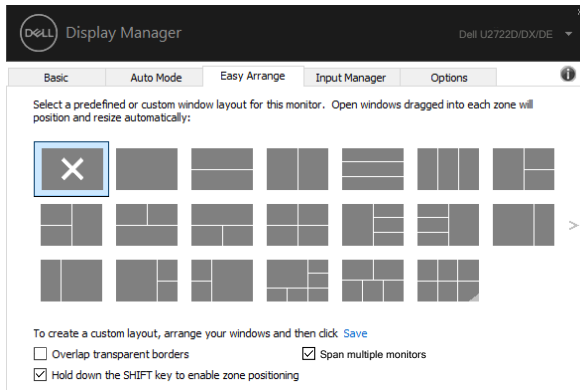 DELL Display Manager Dell U2722D/DX/DE
Basic Auto Mode Easy Arrange Input Manager Options
Select a predefined or custom window layout for this monitor. Open windows dragged into each zone will
position and resize automatically:
To create a custom layout, arrange your windows and then click Save
Overlap transparent borders Span multiple monitors
Hold down the SHIFT key to enable zone positioning